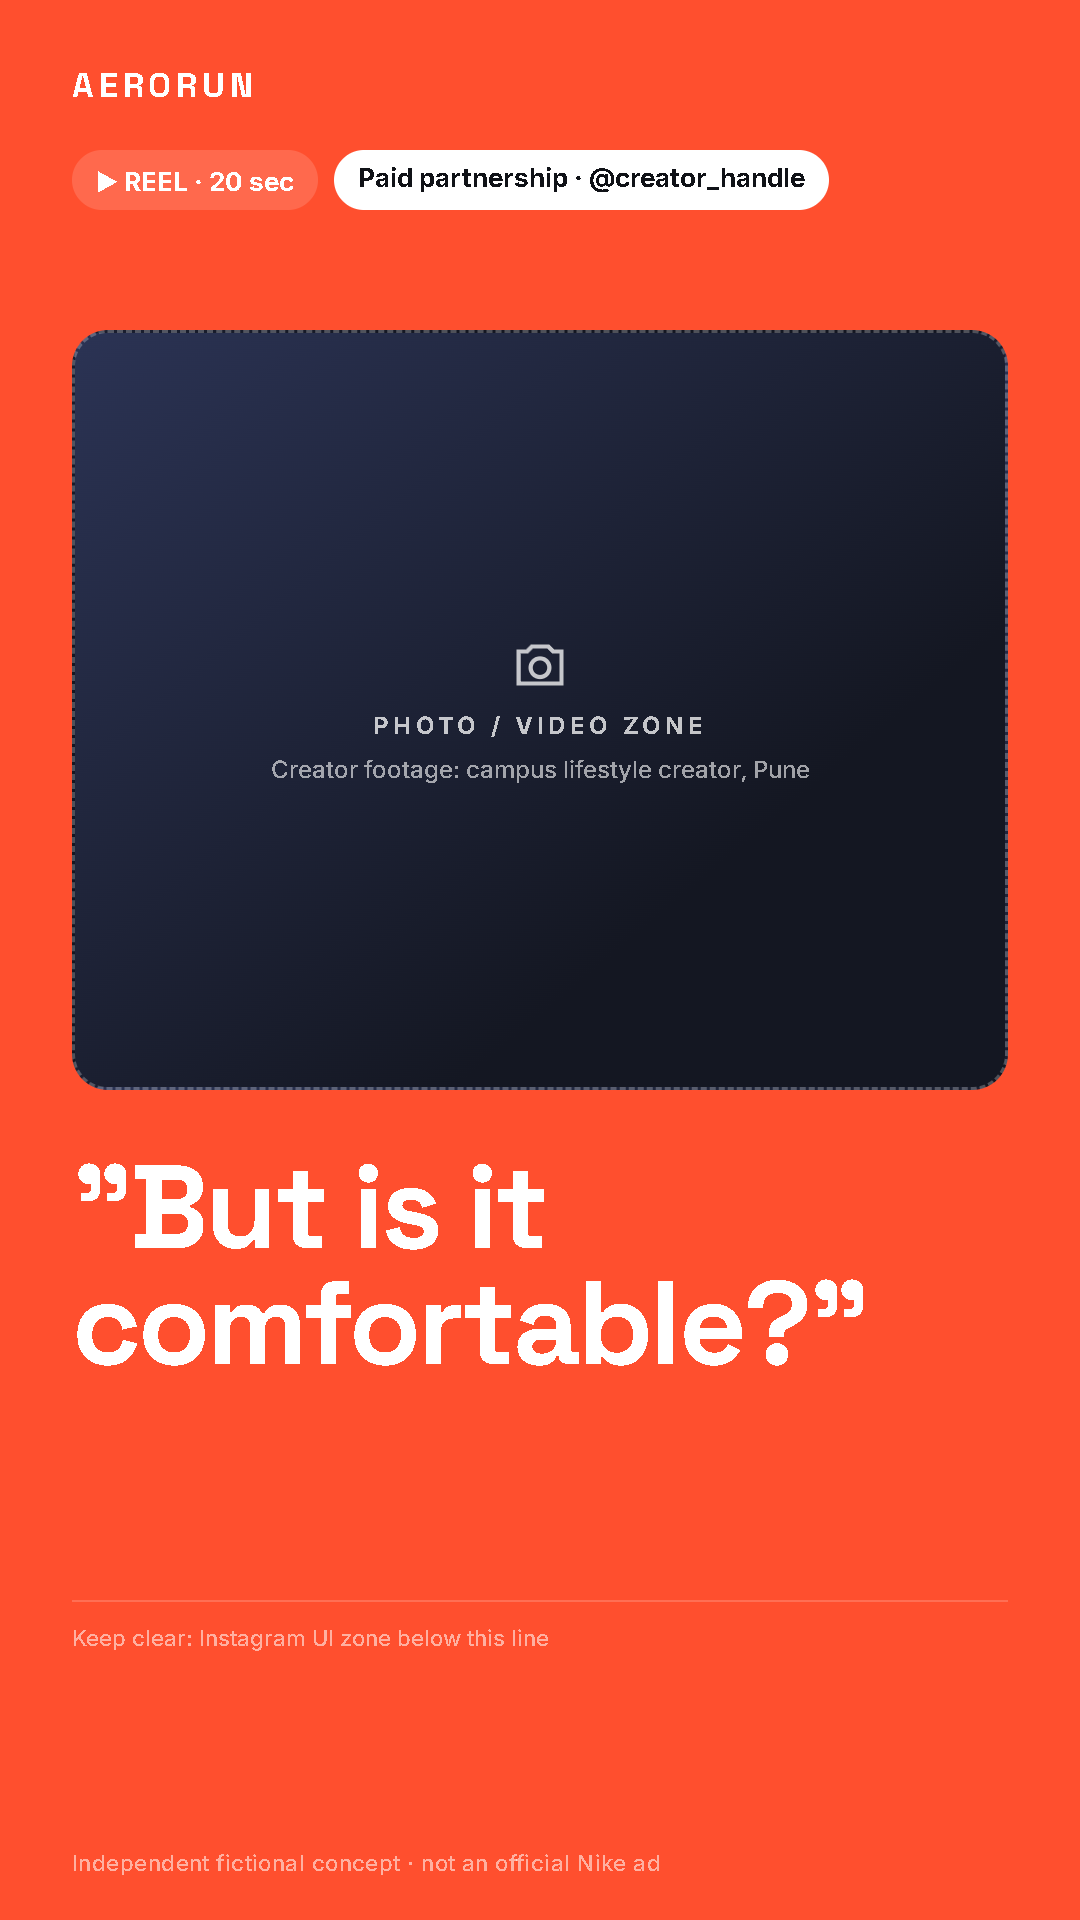 AERORUN
▶ REEL · 20 sec
Paid partnership · @creator_handle
PHOTO / VIDEO ZONE
Creator footage: campus lifestyle creator, Pune
”But is it
comfortable?”
Keep clear: Instagram UI zone below this line
Independent fictional concept · not an official Nike ad